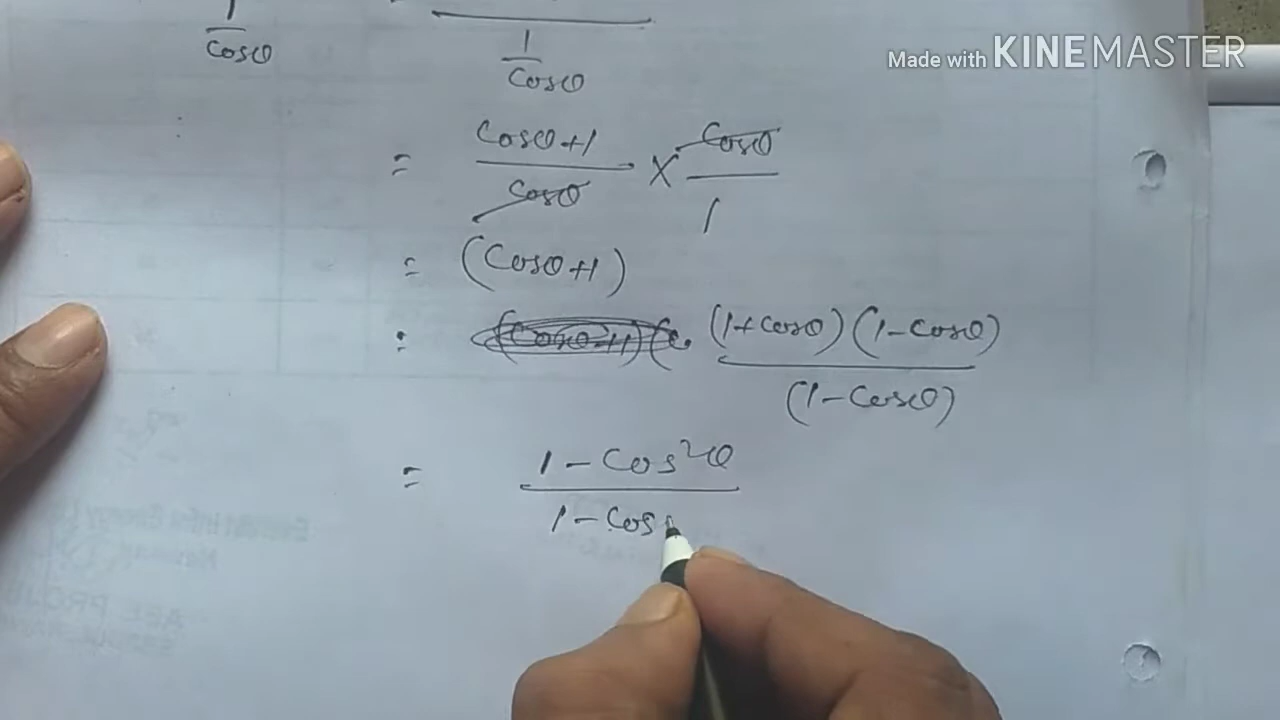 1
cosθ
1
cosθ
Made with KINEMASTER
= cosθ+1 / cosθ × cosθ / 1
= (cosθ+1)
= (1+cosθ)(1-cosθ)
(1-cosθ)
= 1-cos²θ
1-cos